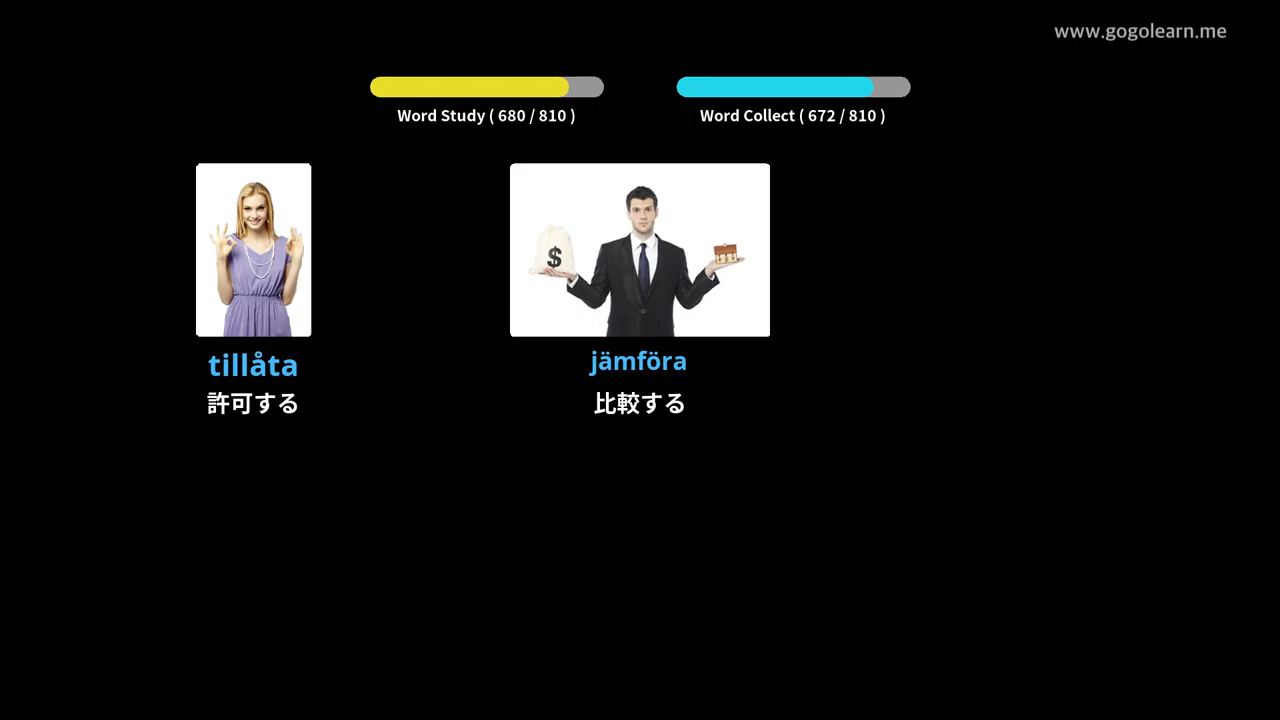 www.gogolearn.me
Word Study ( 680 / 810 )
Word Collect ( 672 / 810 )
$
tillåta
jämföra
許可する
比較する